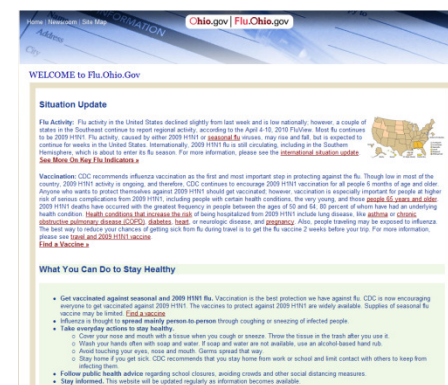 INFORMATION
Home | Newsroom | Site Map
Ohio.gov | Flu.Ohio.gov
Address
City
WELCOME to Flu.Ohio.Gov
Situation Update
Flu Activity: Flu activity in the United States declined slightly from last week and is low nationally; however, a couple of
states in the Southeast continue to report regional activity, according to the April 4-10, 2010 FluView. Most flu continues
to be 2009 H1N1. Flu activity, caused by either 2009 H1N1 or seasonal flu viruses, may rise and fall, but is expected to
continue for weeks in the United States. Internationally, 2009 H1N1 flu is still circulating, including in the Southern
Hemisphere, which is about to enter its flu season. For more information, please see the international situation update.
See More On Key Flu Indicators »
Vaccination: CDC recommends influenza vaccination as the first and most important step in protecting against the flu. Though low in most of the
country, 2009 H1N1 activity is ongoing, and therefore, CDC continues to encourage 2009 H1N1 vaccination for all people 6 months of age and older.
Anyone who wants to protect themselves against 2009 H1N1 should get vaccinated; however, vaccination is especially important for people at higher
risk of serious complications from 2009 H1N1, including people with certain health conditions, the very young, and those people 65 years and older.
2009 H1N1 deaths have occurred with the greatest frequency in people between the ages of 50 and 64, 80 percent of whom have had an underlying
health condition. Health conditions that increase the risk of being hospitalized from 2009 H1N1 include lung disease, like asthma or chronic
obstructive pulmonary disease (COPD), diabetes, heart, or neurologic disease, and pregnancy. Also, people traveling may be exposed to influenza.
The best way to reduce your chances of getting sick from flu during travel is to get the flu vaccine 2 weeks before your trip. For more information,
please see travel and 2009 H1N1 vaccine.
Find a Vaccine »
What You Can Do to Stay Healthy
Get vaccinated against seasonal and 2009 H1N1 flu. Vaccination is the best protection we have against flu. CDC is now encouraging
everyone to get vaccinated against 2009 H1N1. The vaccines to protect against 2009 H1N1 are widely available. Supplies of seasonal flu
vaccine may be limited. Find a vaccine
Influenza is thought to spread mainly person-to-person through coughing or sneezing of infected people.
Take everyday actions to stay healthy.
Cover your nose and mouth with a tissue when you cough or sneeze. Throw the tissue in the trash after you use it.
Wash your hands often with soap and water. If soap and water are not available, use an alcohol-based hand rub.
Avoid touching your eyes, nose and mouth. Germs spread that way.
Stay home if you get sick. CDC recommends that you stay home from work or school and limit contact with others to keep from
infecting them.
Follow public health advice regarding school closures, avoiding crowds and other social distancing measures.
Stay informed. This website will be updated regularly as information becomes available.